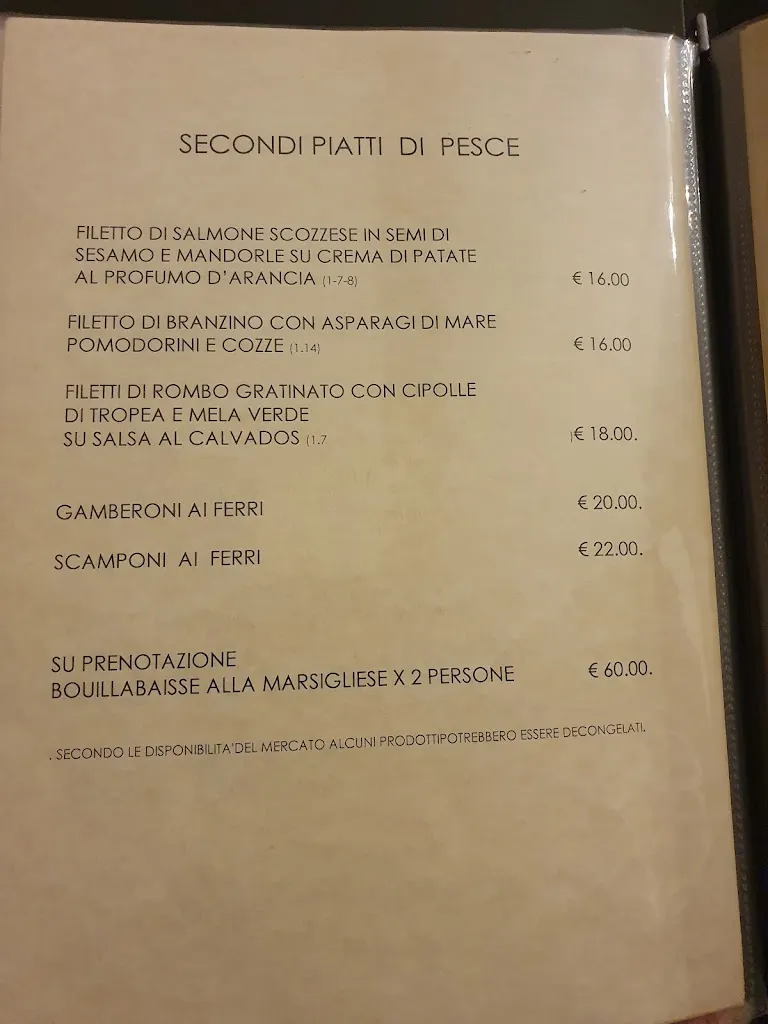 SECONDI PIATTI DI PESCE
FILETTO DI SALMONE SCOZZESE IN SEMI DI
SESAMO E MANDORLE SU CREMA DI PATATE
AL PROFUMO D'ARANCIA (1-7-8) € 16.00
FILETTO DI BRANZINO CON ASPARAGI DI MARE
POMODORINI E COZZE (1.14) € 16.00
FILETTI DI ROMBO GRATINATO CON CIPOLLE
DI TROPEA E MELA VERDE
SU SALSA AL CALVADOS (1.7 )€ 18.00.
GAMBERONI AI FERRI € 20.00.
SCAMPONI AI FERRI € 22.00.
SU PRENOTAZIONE
BOUILLABAISSE ALLA MARSIGLIESE X 2 PERSONE € 60.00.
. SECONDO LE DISPONIBILITA'DEL MERCATO ALCUNI PRODOTTIPOTREBBERO ESSERE DECONGELATI.